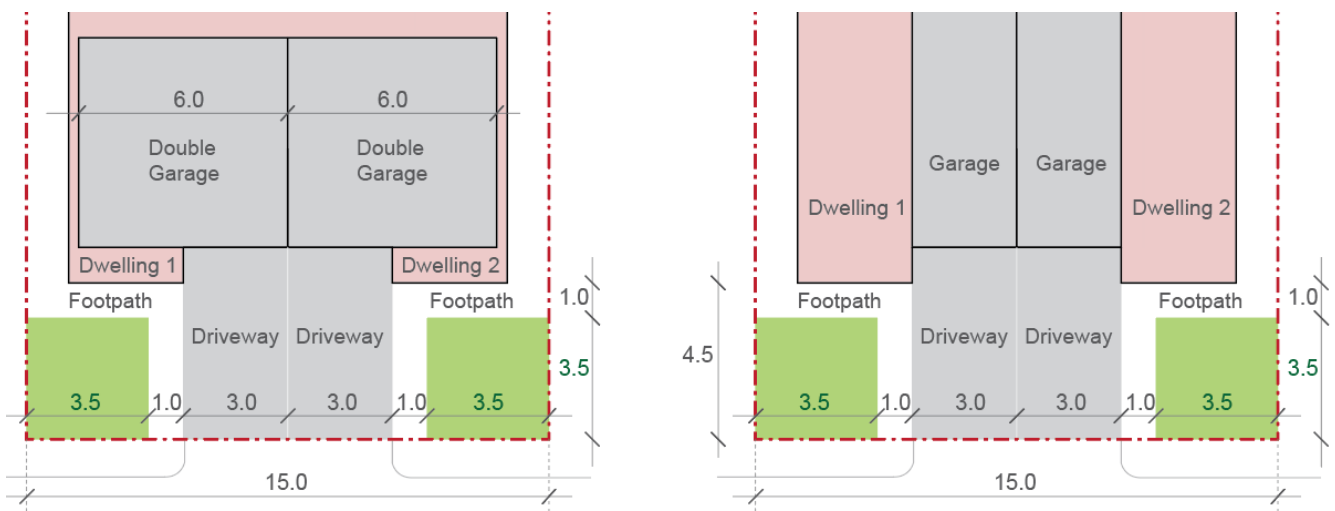 6.0 6.0
Double Garage
Double Garage
Dwelling 1
Dwelling 2
Footpath
Footpath
1.0
Driveway Driveway
3.5
3.5 1.0 3.0 3.0 1.0 3.5
15.0
Garage Garage
Dwelling 1
Dwelling 2
Footpath
Footpath
1.0
Driveway Driveway
4.5
3.5
3.5 1.0 3.0 3.0 1.0 3.5
15.0